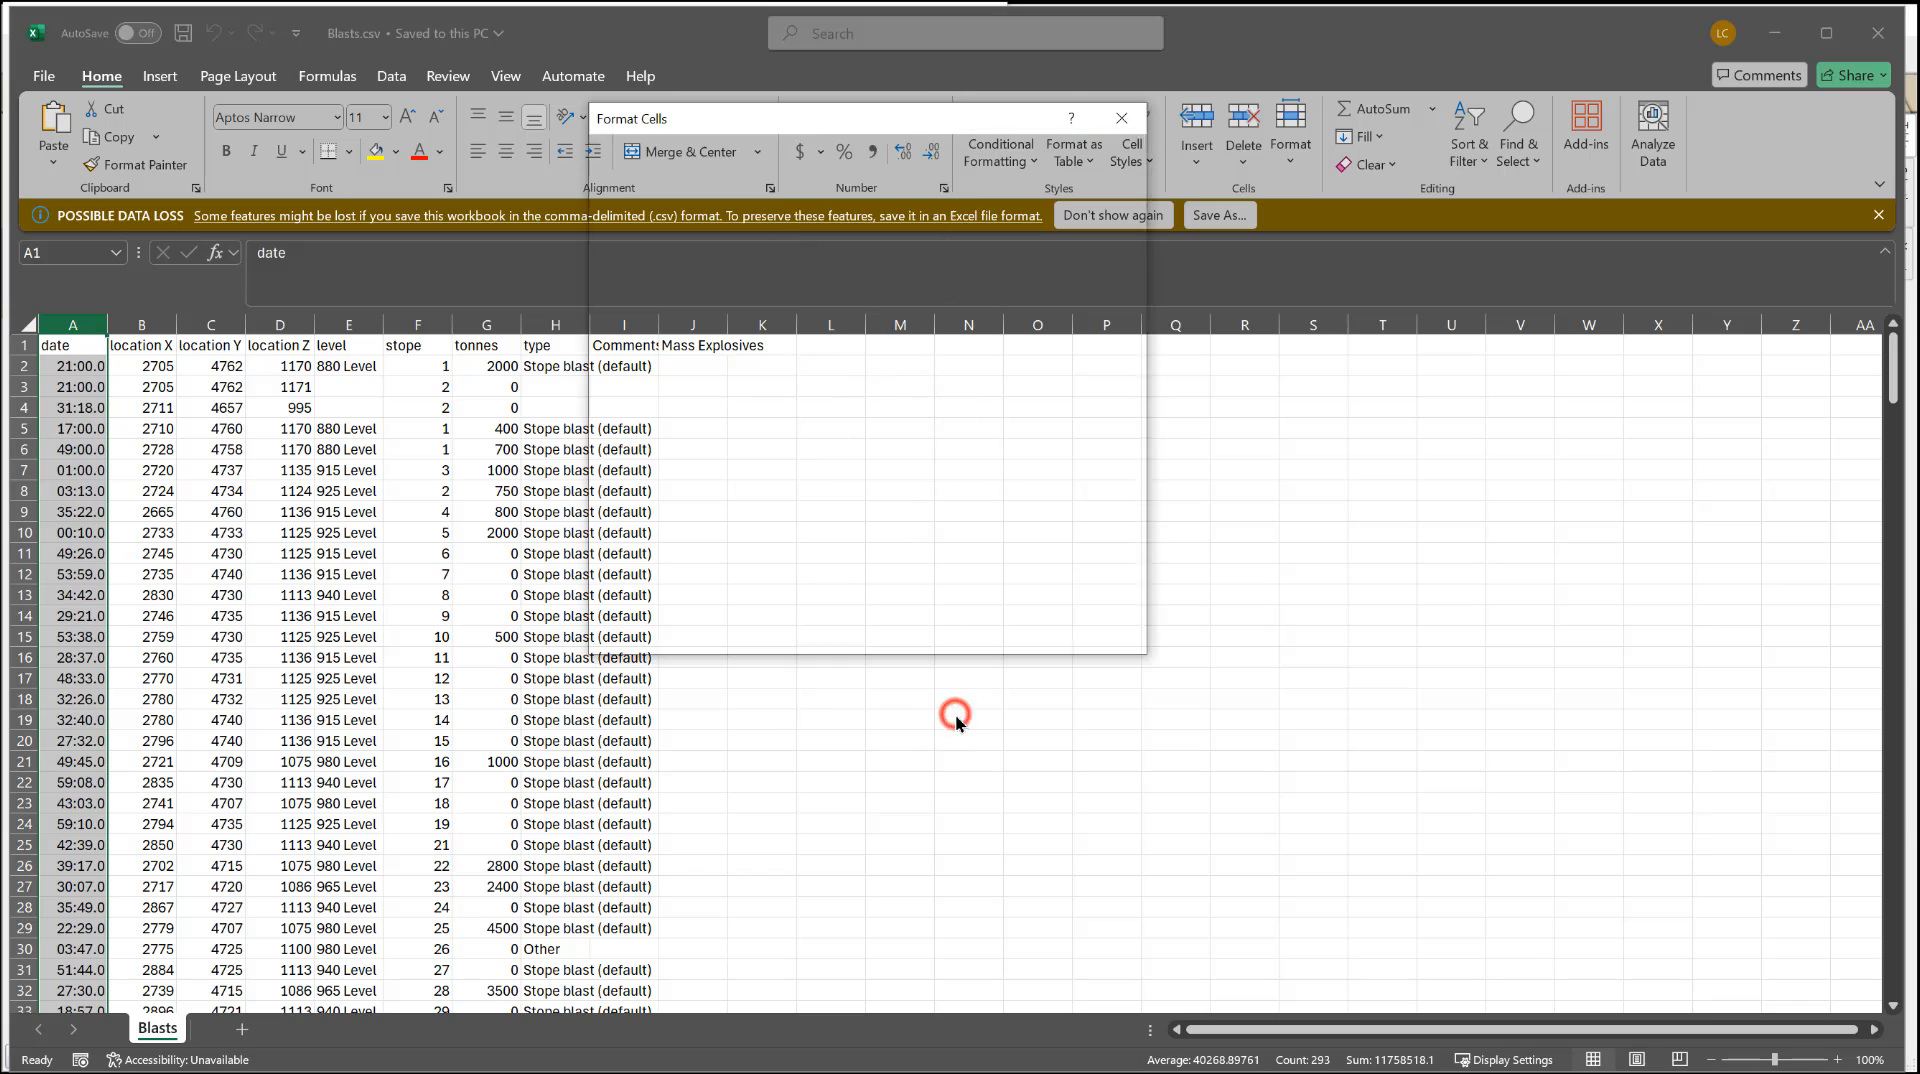 AutoSave Off Blasts.csv • Saved to this PC Search LC
File Home Insert Page Layout Formulas Data Review View Automate Help Comments Share
Paste Cut Copy Format Painter Clipboard
Aptos Narrow 11 B I U A Font
Merge & Center Alignment
$ % Number
Conditional Formatting Format as Table Cell Styles Styles
Insert Delete Format Cells
AutoSum Fill Clear Sort & Filter Find & Select Editing
Add-ins Add-ins
Analyze Data
Format Cells ?
POSSIBLE DATA LOSS Some features might be lost if you save this workbook in the comma-delimited (.csv) format. To preserve these features, save it in an Excel file format. Don't show again Save As...
A1 fx date
A B C D E F G H I J K L M N O P Q R S T U V W X Y Z AA
1 date location X location Y location Z level stope tonnes type Comments Mass Explosives
2 21:00.0 2705 4762 1170 880 Level 1 2000 Stope blast (default)
3 21:00.0 2705 4762 1171 2 0
4 31:18.0 2711 4657 995 2 0
5 17:00.0 2710 4760 1170 880 Level 1 400 Stope blast (default)
6 49:00.0 2728 4758 1170 880 Level 1 700 Stope blast (default)
7 01:00.0 2720 4737 1135 915 Level 3 1000 Stope blast (default)
8 03:13.0 2724 4734 1124 925 Level 2 750 Stope blast (default)
9 35:22.0 2665 4760 1136 915 Level 4 800 Stope blast (default)
10 00:10.0 2733 4733 1125 925 Level 5 2000 Stope blast (default)
11 49:26.0 2745 4730 1125 915 Level 6 0 Stope blast (default)
12 53:59.0 2735 4740 1136 915 Level 7 0 Stope blast (default)
13 34:42.0 2830 4730 1113 940 Level 8 0 Stope blast (default)
14 29:21.0 2746 4735 1136 915 Level 9 0 Stope blast (default)
15 53:38.0 2759 4730 1125 925 Level 10 500 Stope blast (default)
16 28:37.0 2760 4735 1136 915 Level 11 0 Stope blast (default)
17 48:33.0 2770 4731 1125 925 Level 12 0 Stope blast (default)
18 32:26.0 2780 4732 1125 925 Level 13 0 Stope blast (default)
19 32:40.0 2780 4740 1136 915 Level 14 0 Stope blast (default)
20 27:32.0 2796 4740 1136 915 Level 15 0 Stope blast (default)
21 49:45.0 2721 4709 1075 980 Level 16 1000 Stope blast (default)
22 59:08.0 2835 4730 1113 940 Level 17 0 Stope blast (default)
23 43:03.0 2741 4707 1075 980 Level 18 0 Stope blast (default)
24 59:10.0 2794 4735 1125 925 Level 19 0 Stope blast (default)
25 42:39.0 2850 4730 1113 940 Level 21 0 Stope blast (default)
26 39:17.0 2702 4715 1075 980 Level 22 2800 Stope blast (default)
27 30:07.0 2717 4720 1086 965 Level 23 2400 Stope blast (default)
28 35:49.0 2867 4727 1113 940 Level 24 0 Stope blast (default)
29 22:29.0 2779 4707 1075 980 Level 25 4500 Stope blast (default)
30 03:47.0 2775 4725 1100 980 Level 26 0 Other
31 51:44.0 2884 4725 1113 940 Level 27 0 Stope blast (default)
32 27:30.0 2739 4715 1086 965 Level 28 3500 Stope blast (default)
33 18:57.0 2896 4721 1113 940 Level 29 0 Stope blast (default)
Blasts
Ready Accessibility: Unavailable Average: 40268.89761 Count: 293 Sum: 11758518.1 Display Settings 100%